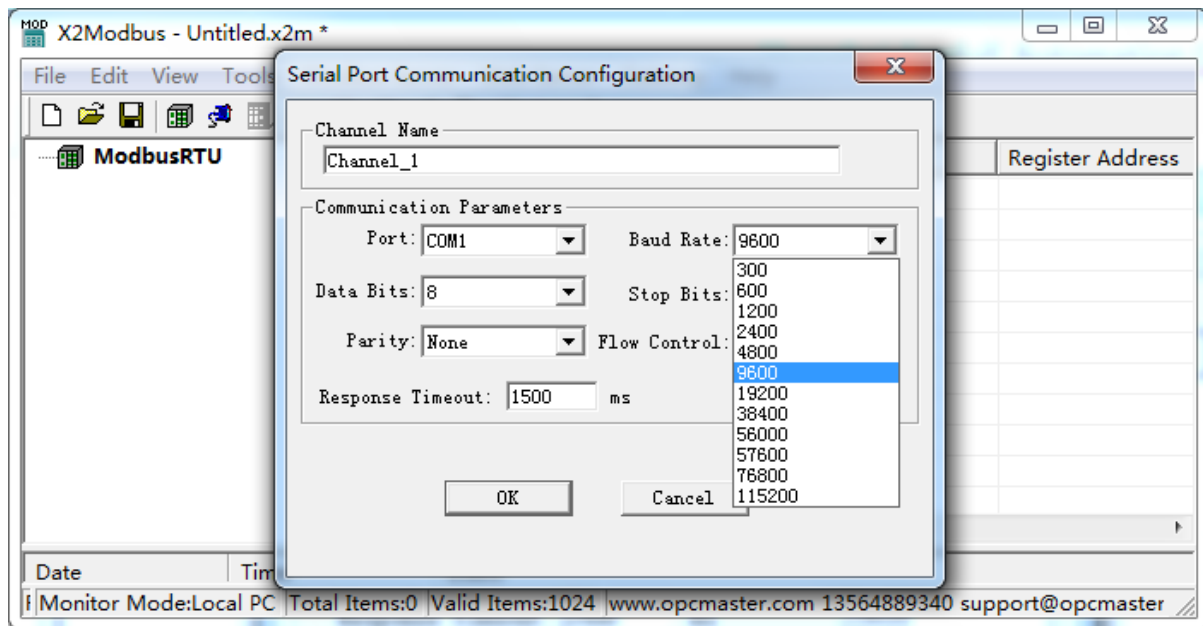 MOD
X2Modbus - Untitled.x2m *
File Edit View Tools
Serial Port Communication Configuration
Channel Name
Channel_1
ModbusRTU
Register Address
Communication Parameters
Port: COM1
Baud Rate: 9600
Data Bits: 8
Stop Bits:
Parity: None
Flow Control:
300
600
1200
2400
4800
9600
19200
38400
56000
57600
76800
115200
Response Timeout: 1500 ms
OK
Cancel
Date
Monitor Mode:Local PC Total Items:0 Valid Items:1024 www.opcmaster.com 13564889340 support@opcmaster